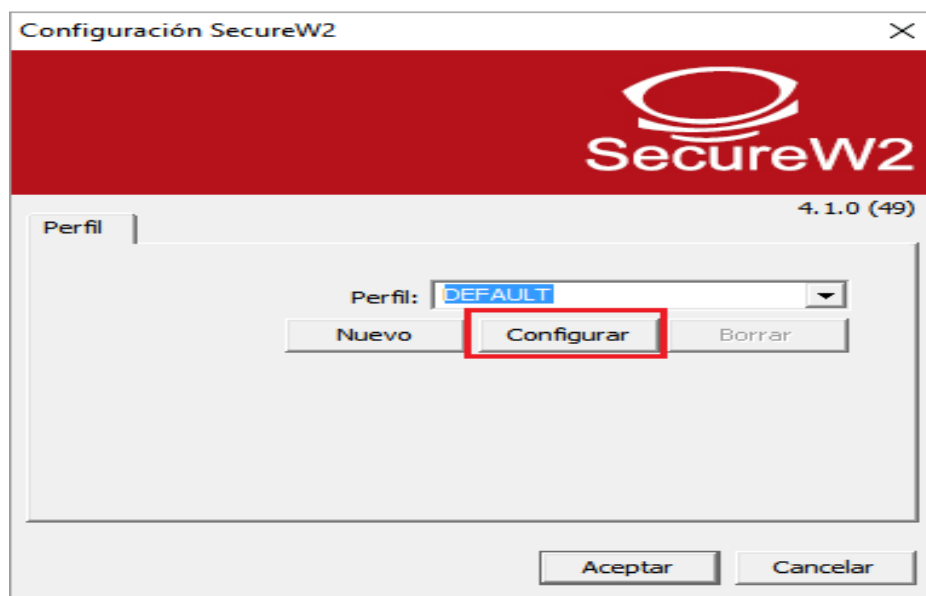 Configuración SecureW2
SecureW2
4.1.0 (49)
Perfil
Perfil: DEFAULT
Nuevo Configurar Borrar
Aceptar Cancelar